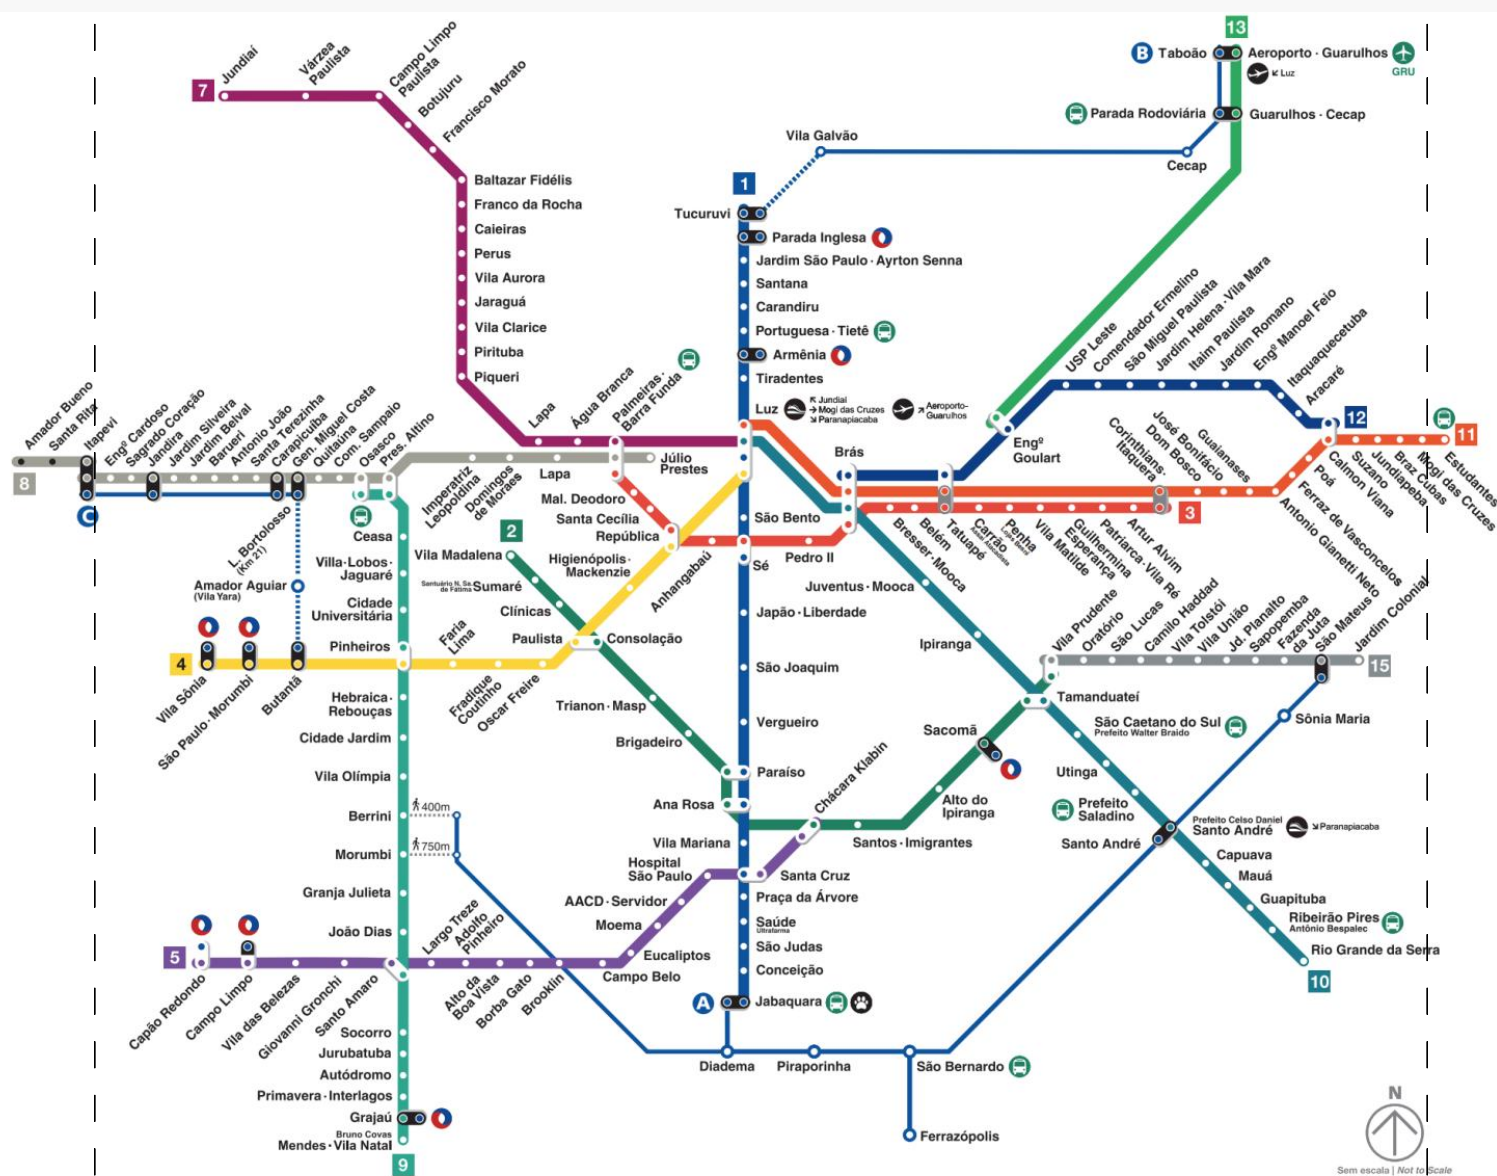 13
B
Taboão
Aeroporto · Guarulhos
GRU
Luz
Parada Rodoviária
Guarulhos · Cecap
Vila Galvão
Cecap
7
Jundiaí
Várzea
Paulista
Campo Limpo
Paulista
Botujuru
Francisco Morato
Baltazar Fidélis
Franco da Rocha
Caieiras
Perus
Vila Aurora
Jaraguá
Vila Clarice
Pirituba
Piqueri
Lapa
Água Branca
Palmeiras ·
Barra Funda
1
Tucuruvi
Parada Inglesa
Jardim São Paulo · Ayrton Senna
Santana
Carandiru
Portuguesa · Tietê
Armênia
Tiradentes
Luz
Jundiaí
Mogi das Cruzes
Paranapiacaba
Aeroporto-
Guarulhos
São Bento
Sé
Japão · Liberdade
São Joaquim
Vergueiro
Paraíso
Ana Rosa
Vila Mariana
Santa Cruz
Praça da Árvore
Saúde
Ultrafarma
São Judas
Conceição
A
Jabaquara
Brás
Engº
Goulart
USP Leste
Comendador Ermelino
São Miguel Paulista
Jardim Helena · Vila Mara
Itaim Paulista
Jardim Romano
Engº Manoel Feio
Itaquaquecetuba
Aracaré
12
11
Corinthians-
Itaquera
Dom Bosco
José Bonifácio
Guaianases
Antonio Gianetti Neto
Ferraz de Vasconcelos
Poá
Calmon Viana
Suzano
Jundiapeba
Braz Cubas
Mogi das Cruzes
Estudantes
3
Mal. Deodoro
Santa Cecília
República
Anhangabaú
Pedro II
Bresser · Mooca
Belém
Tatuapé
Carrão
Penha
Vila Matilde
Guilhermina
Esperança
Patriarca · Vila Ré
Artur Alvim
8
Amador Bueno
Santa Rita
Itapevi
Engº Cardoso
Sagrado Coração
Jandira
Jardim Silveira
Jardim Belval
Barueri
Antonio João
Santa Terezinha
Carapicuíba
Gen. Miguel Costa
Quitaúna
Com. Sampaio
Osasco
Pres. Altino
Imperatriz
Leopoldina
Domingos
de Moraes
Lapa
Júlio
Prestes
C
L. Bortolosso
(Km 21)
Amador Aguiar
(Vila Yara)
4
Vila Sônia
São Paulo · Morumbi
Butantã
Pinheiros
Faria
Lima
Fradique
Coutinho
Oscar Freire
Paulista
Higienópolis ·
Mackenzie
2
Vila Madalena
Santuário N. Sa.
de Fátima
Sumaré
Clínicas
Consolação
Trianon · Masp
Brigadeiro
Chácara Klabin
Santos · Imigrantes
Alto do
Ipiranga
Sacomã
Tamanduateí
Vila Prudente
Oratório
São Lucas
Camilo Haddad
Vila Tolstói
Vila União
Jd. Planalto
Sapopemba
Fazenda
da Juta
São Mateus
Jardim Colonial
15
Juventus · Mooca
Ipiranga
São Caetano do Sul
Prefeito Walter Braido
Utinga
Prefeito
Saladino
Prefeito Celso Daniel
Santo André
Paranapiacaba
Santo André
Sônia Maria
Capuava
Mauá
Guapituba
Ribeirão Pires
Antônio Bespalec
Rio Grande da Serra
10
Ceasa
Villa-Lobos ·
Jaguaré
Cidade
Universitária
Hebraica ·
Rebouças
Cidade Jardim
Vila Olímpia
Berrini
400m
Morumbi
750m
Granja Julieta
João Dias
Socorro
Jurubatuba
Autódromo
Primavera · Interlagos
Grajaú
Bruno Covas
Mendes · Vila Natal
9
5
Capão Redondo
Campo Limpo
Vila das Belezas
Giovanni Gronchi
Santo Amaro
Largo Treze
Adolfo
Pinheiro
Alto da
Boa Vista
Borba Gato
Brooklin
Campo Belo
Eucaliptos
Moema
AACD · Servidor
Hospital
São Paulo
Diadema
Piraporinha
São Bernardo
Ferrazópolis
N
Sem escala | Not to Scale